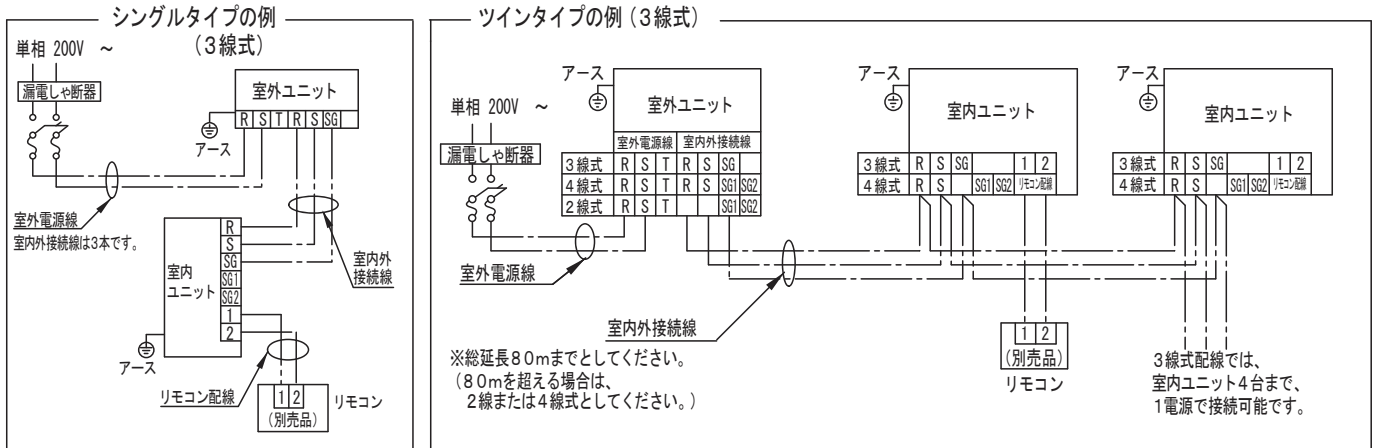 シングルタイプの例
(3線式)
単相 200V ～
漏電しゃ断器
室外ユニット
R S T R S SG
アース
室外電源線
室内外接続線は3本です。
室内外
接続線
室内
ユニット
R
S
SG
SG1
SG2
1
2
アース
リモコン配線
1 2
(別売品)
リモコン
ツインタイプの例(3線式)
単相 200V ～
漏電しゃ断器
アース
室外ユニット
室外電源線 室内外接続線
3線式 R S T R S SG
4線式 R S T R S SG1 SG2
2線式 R S T SG1 SG2
室外電源線
室内外接続線
※総延長80mまでとしてください。
(80mを超える場合は、
2線または4線式としてください。)
アース
室内ユニット
3線式 R S SG 1 2
4線式 R S SG1 SG2 リモコン配線
1 2
(別売品)
リモコン
アース
室内ユニット
3線式 R S SG 1 2
4線式 R S SG1 SG2 リモコン配線
3線式配線では、
室内ユニット4台まで、
1電源で接続可能です。